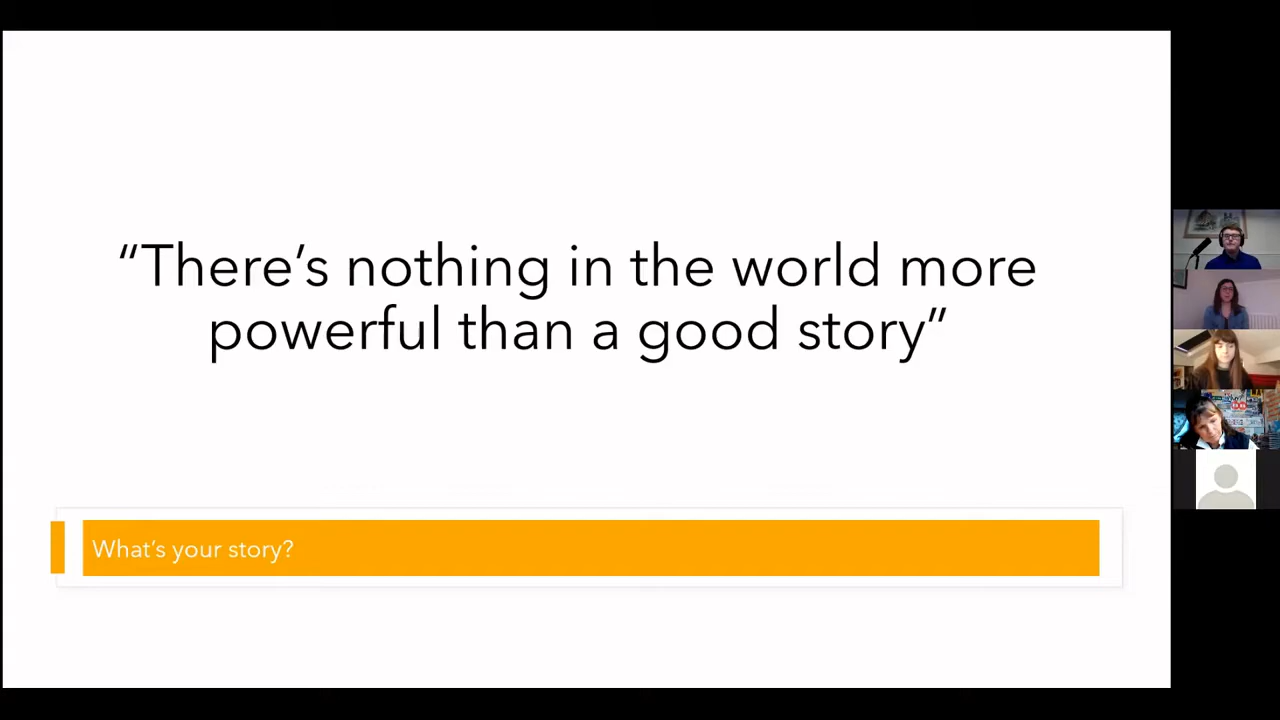 “There’s nothing in the world more
powerful than a good story”
What’s your story?